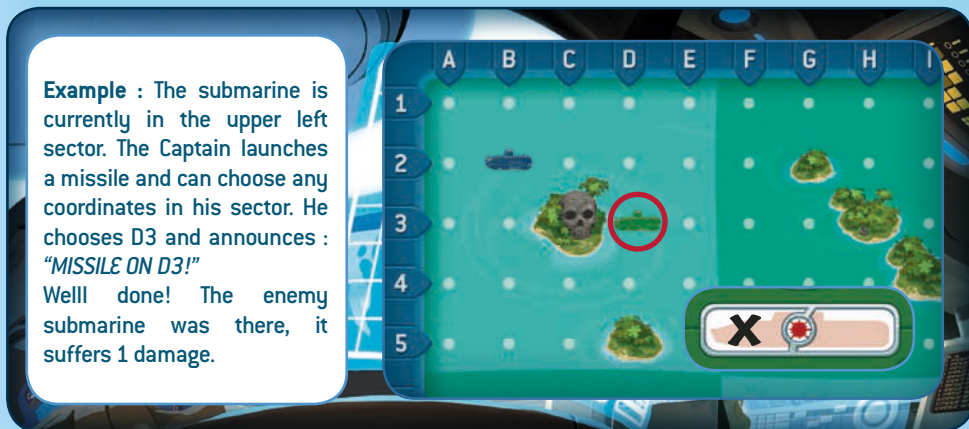 Example : The submarine is
currently in the upper left
sector. The Captain launches
a missile and can choose any
coordinates in his sector. He
chooses D3 and announces :
“MISSILE ON D3!”
Welll done! The enemy
submarine was there, it
suffers 1 damage.
A B C D E F G H I
1
2
3
4
5
X